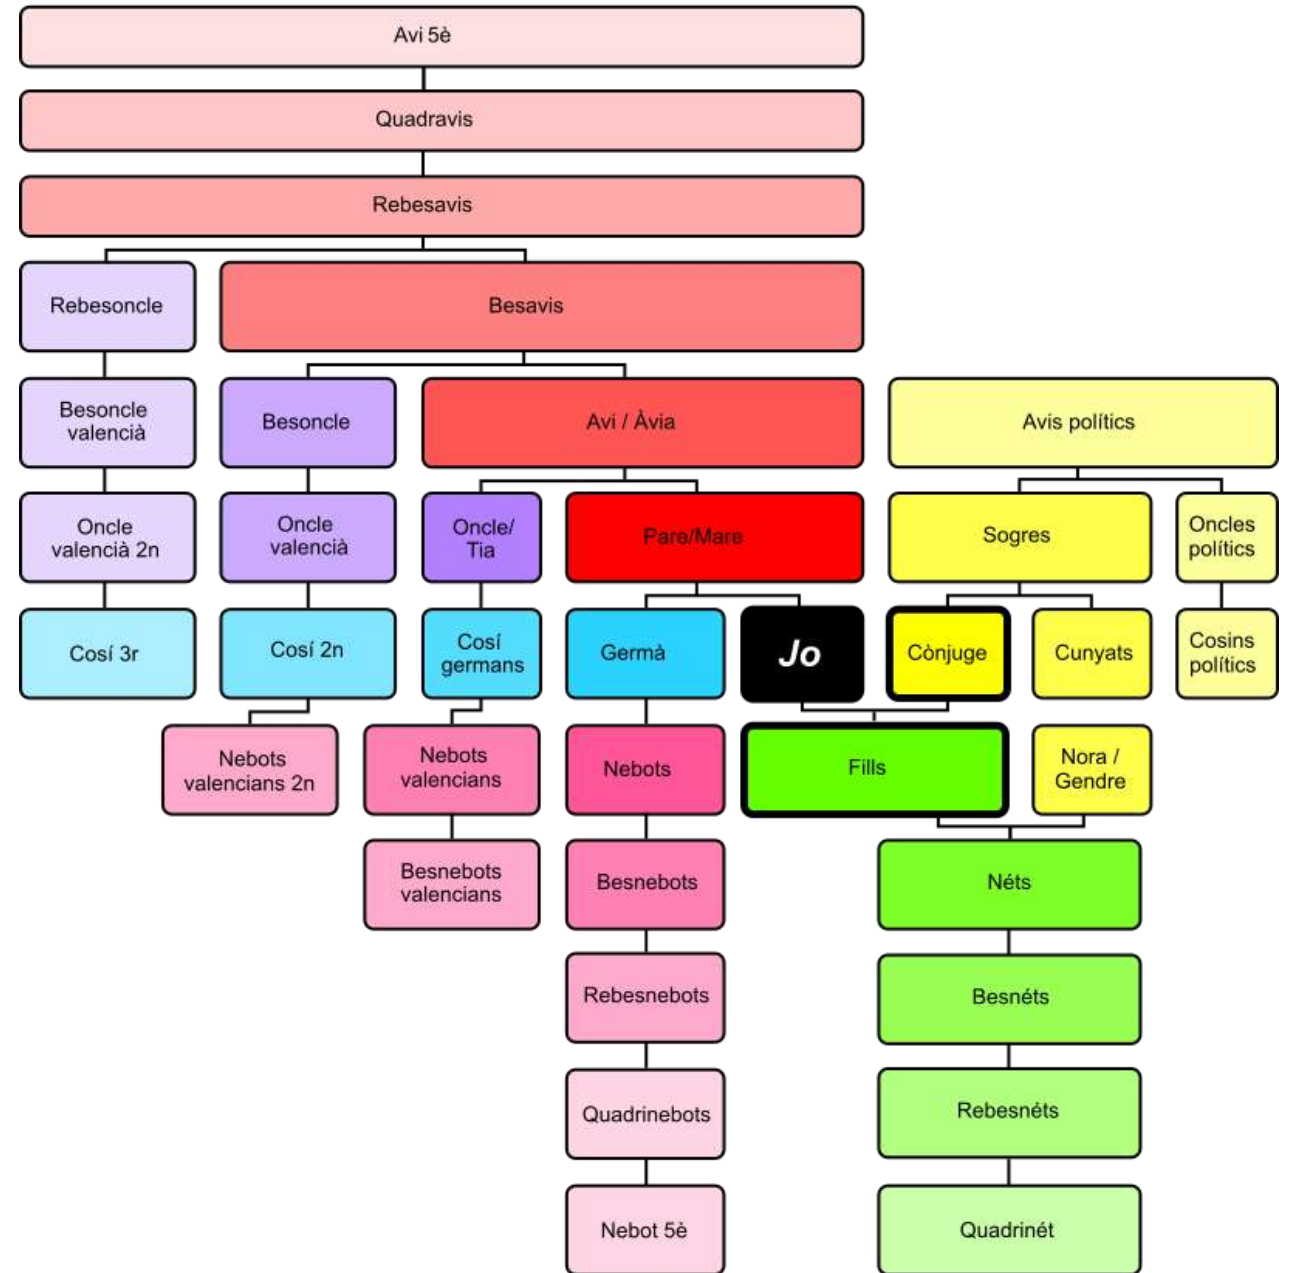 Avi 5è
Quadravis
Rebesavis
Rebesoncle
Besavis
Besoncle
valencià
Besoncle
Avi / Àvia
Avis polítics
Oncle
valencià 2n
Oncle
valencià
Oncle/
Tia
Pare/Mare
Sogres
Oncles
polítics
Cosí 3r
Cosí 2n
Cosí
germans
Germà
Jo
Cònjuge
Cunyats
Cosins
polítics
Nebots
valencians 2n
Nebots
valencians
Nebots
Fills
Nora /
Gendre
Besnebots
valencians
Besnebots
Néts
Rebesnebots
Besnéts
Quadrinebots
Rebesnéts
Nebot 5è
Quadrinét